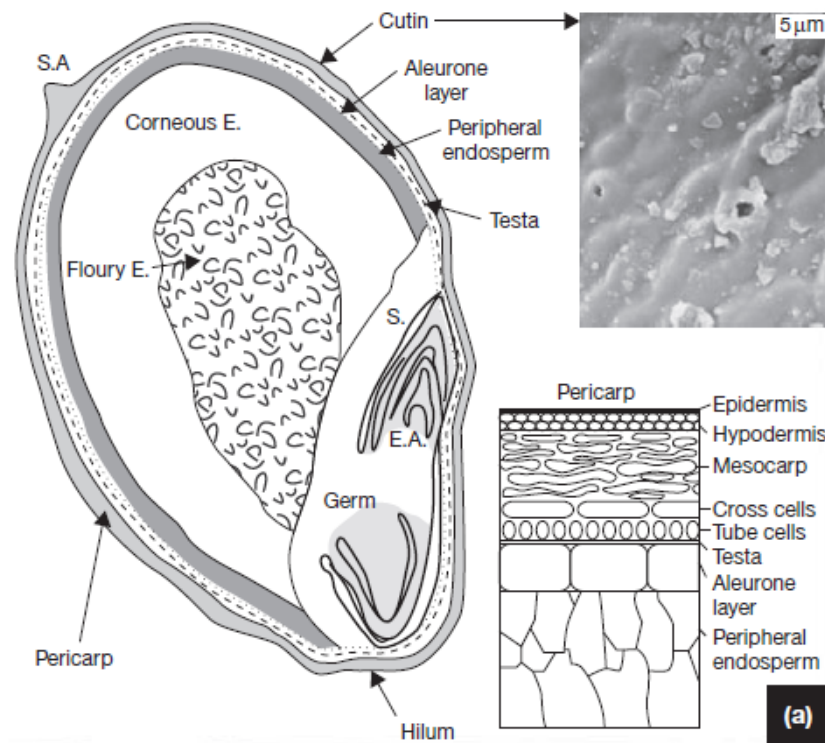 Cutin
5 μm
S.A
Aleurone
layer
Corneous E.
Peripheral
endosperm
Testa
Floury E.
S.
E.A.
Germ
Pericarp
Hilum
Pericarp
Epidermis
Hypodermis
Mesocarp
Cross cells
Tube cells
Testa
Aleurone
layer
Peripheral
endosperm
(a)